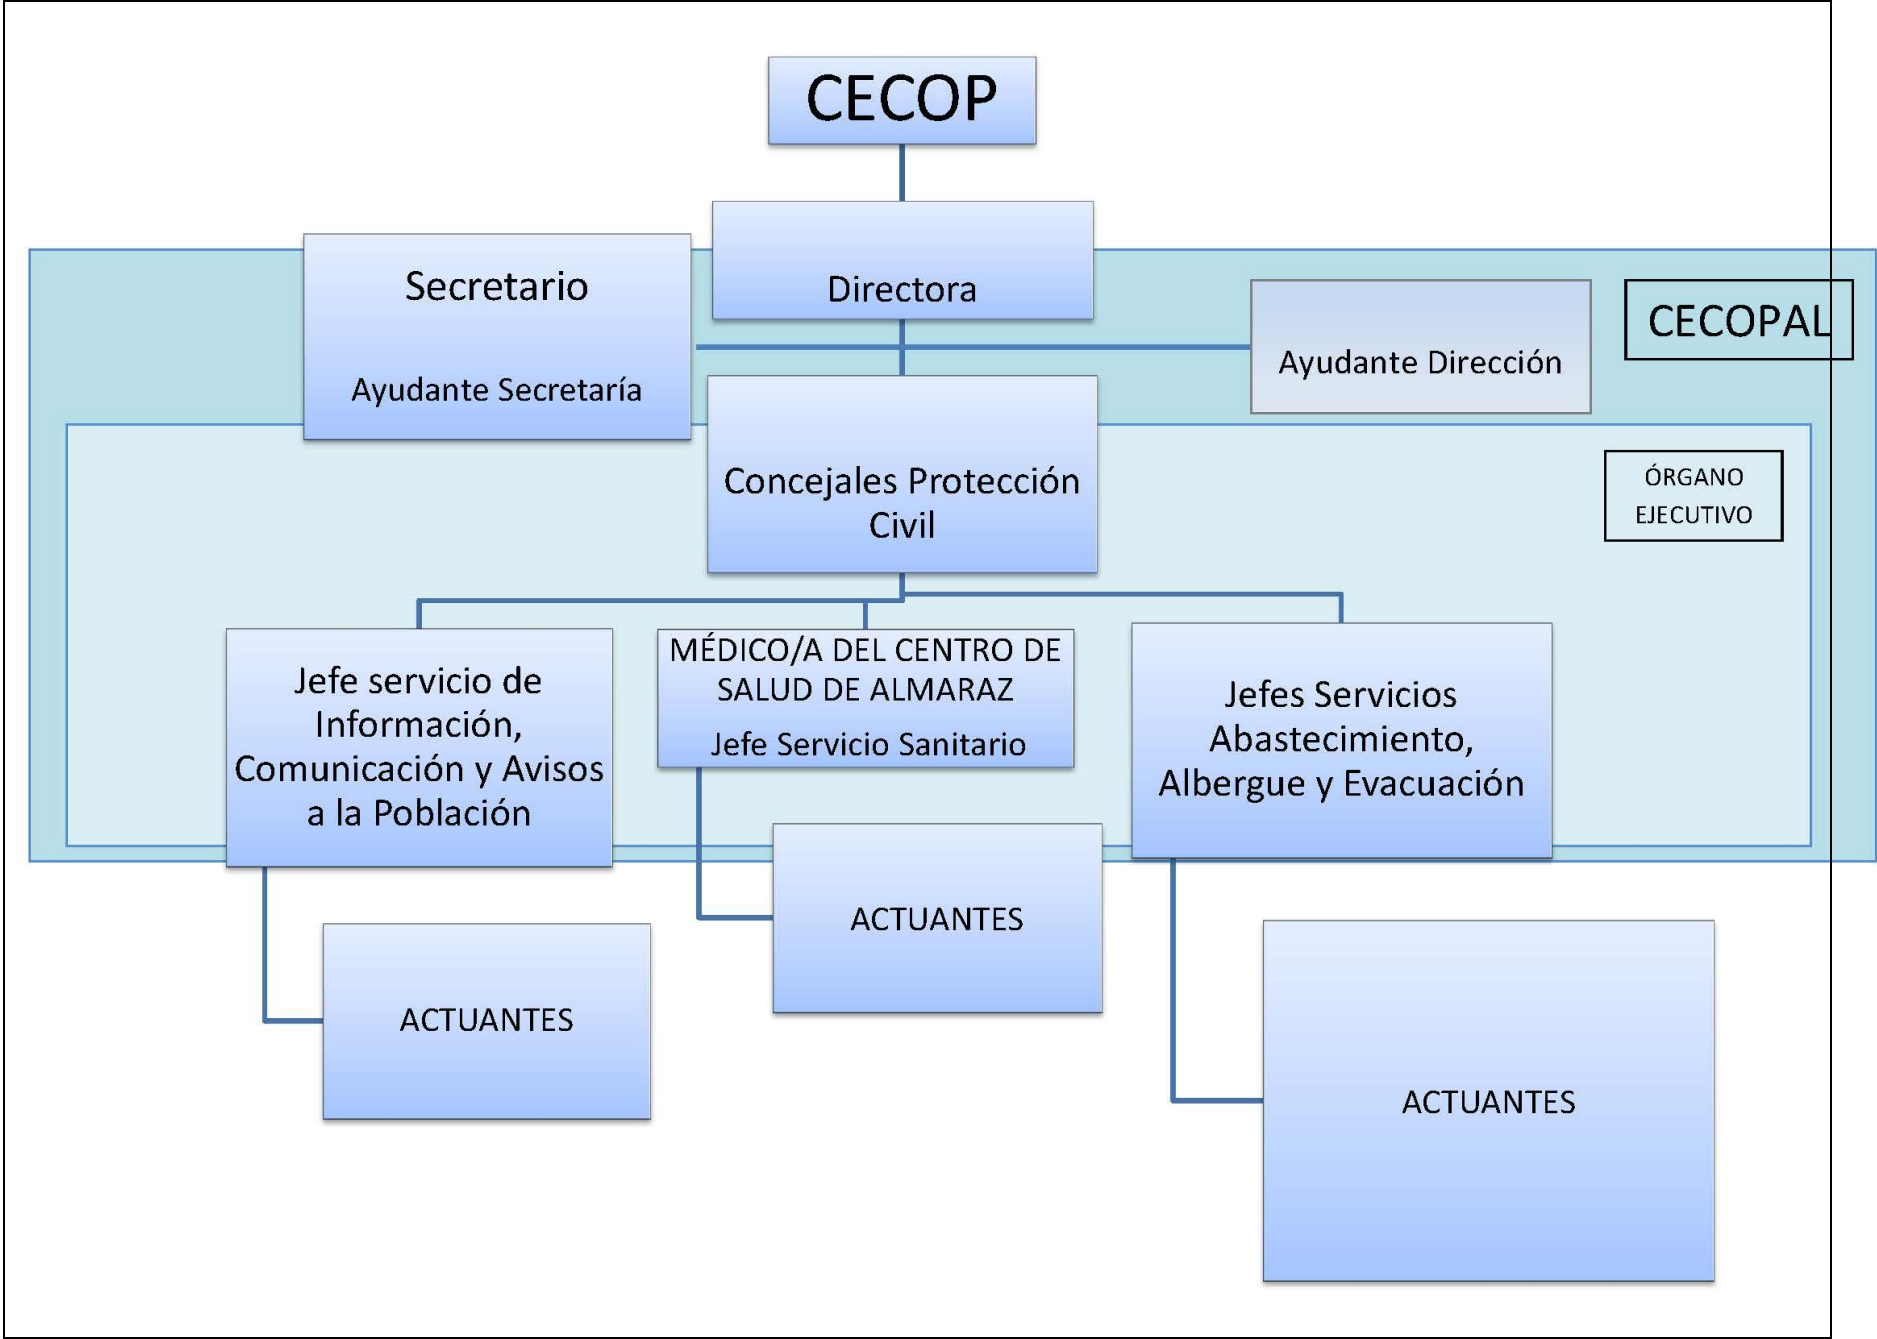 CECOP
Directora
Secretario
Ayudante Secretaría
Ayudante Dirección
CECOPAL
Concejales Protección
Civil
ÓRGANO
EJECUTIVO
Jefe servicio de
Información,
Comunicación y Avisos
a la Población
MÉDICO/A DEL CENTRO DE
SALUD DE ALMARAZ
Jefe Servicio Sanitario
Jefes Servicios
Abastecimiento,
Albergue y Evacuación
ACTUANTES
ACTUANTES
ACTUANTES